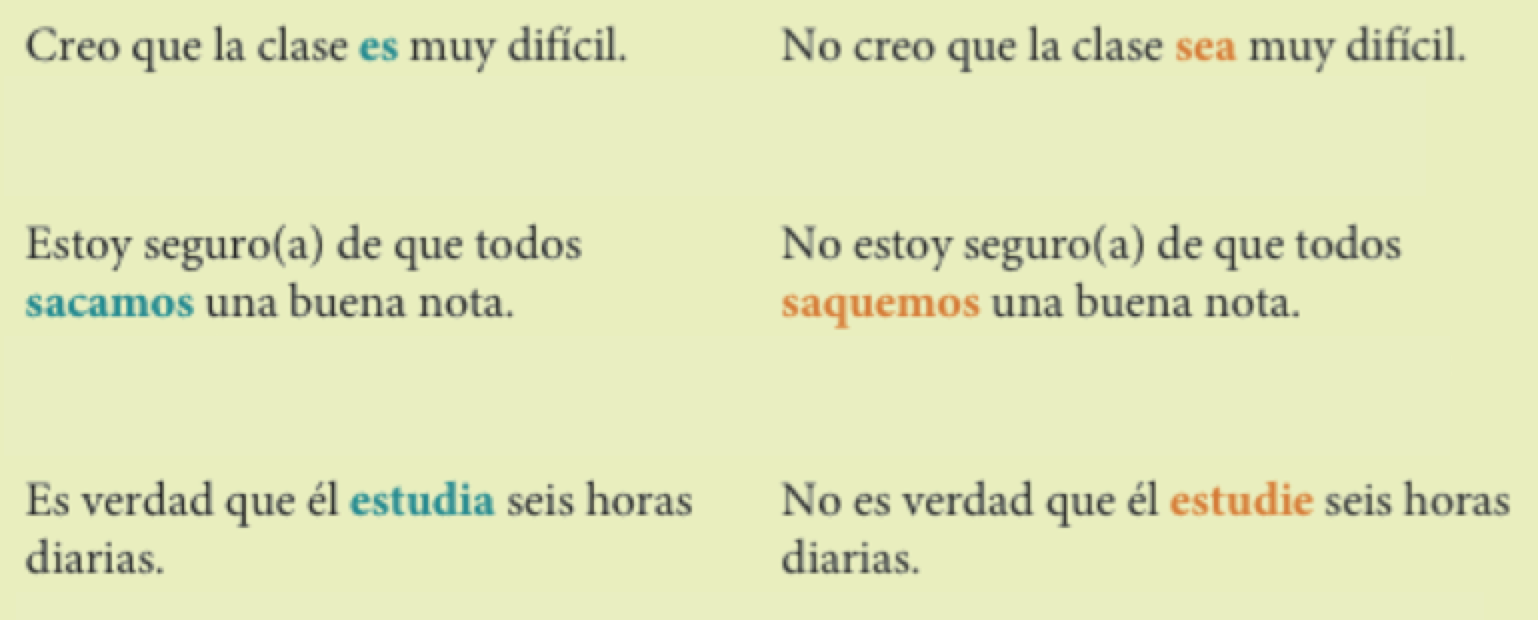 Creo que la clase es muy difícil.
No creo que la clase sea muy difícil.
Estoy seguro(a) de que todos
sacamos una buena nota.
No estoy seguro(a) de que todos
saquemos una buena nota.
Es verdad que él estudia seis horas
diarias.
No es verdad que él estudie seis horas
diarias.